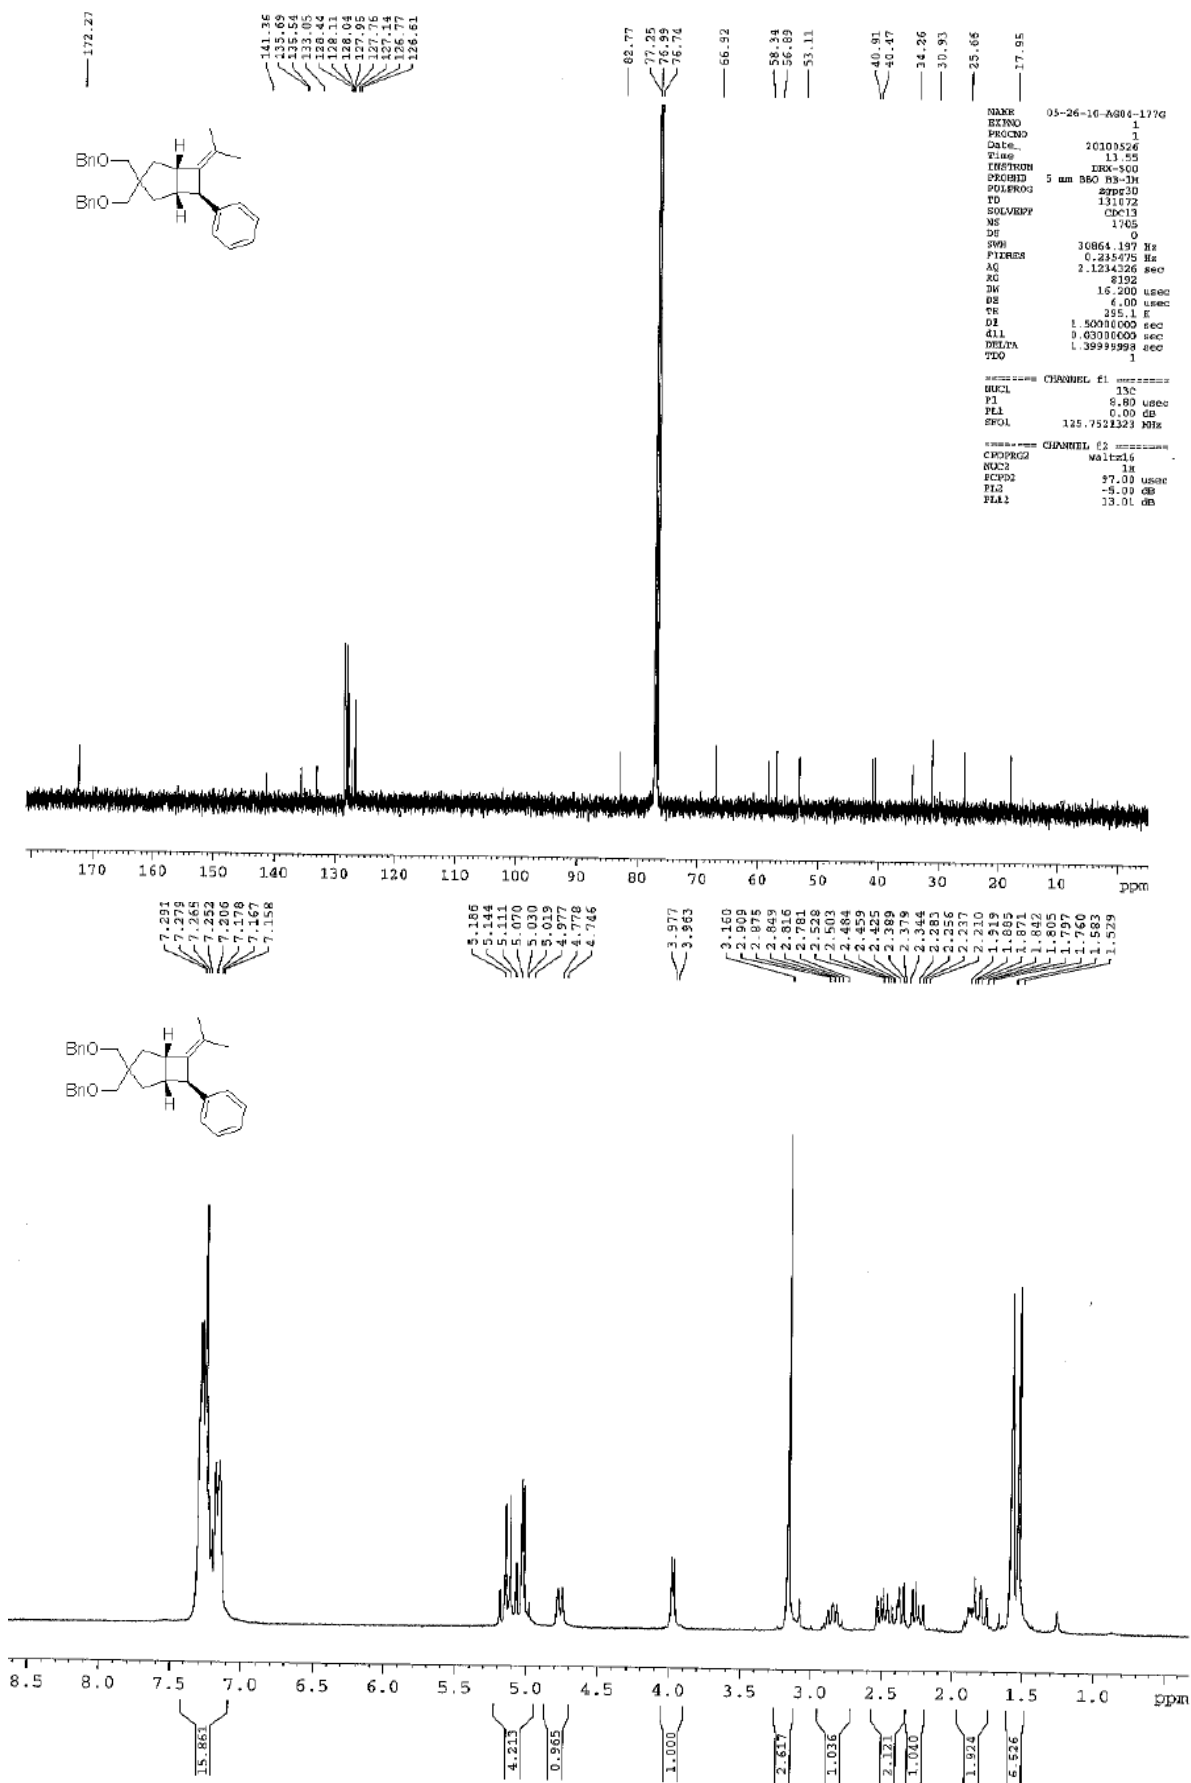 172.27
141.36
135.69
135.54
133.05
128.44
128.11
128.04
127.95
127.76
127.14
126.77
126.61
82.77
77.25
76.99
76.74
66.92
58.34
56.89
53.11
40.91
40.47
34.26
30.93
25.66
17.95
NAME 05-26-10-AG04-177G
EXPNO 1
PROCNO 1
Date_ 20100526
Time 13.55
INSTRUM DRX-500
PROBHD 5 mm BBO BB-1H
PULPROG zgpg30
TD 131072
SOLVENT CDCl3
NS 1705
DS 0
SWH 30864.197 Hz
FIDRES 0.235475 Hz
AQ 2.1234326 sec
RG 8192
DW 16.200 usec
DE 6.00 usec
TE 295.1 K
D1 1.50000000 sec
d11 0.03000000 sec
DELTA 1.39999998 sec
TD0 1
======== CHANNEL f1 ========
NUC1 13C
P1 8.80 usec
PL1 0.00 dB
SFO1 MHz
======== CHANNEL f2 ========
CPDPRG2 waltz16
NUC2 1H
PCPD2 97.00 usec
PL2 -5.00 dB
PL12 13.01 dB
H
BnO
BnO
H
170 160 150 140 130 120 110 100 90 80 70 60 50 40 30 20 10 ppm
7.291
7.279
7.265
7.252
7.206
7.178
7.167
7.158
5.186
5.144
5.111
5.070
5.030
5.019
4.977
4.778
4.746
3.977
3.963
3.160
2.909
2.875
2.849
2.816
2.781
2.528
2.503
2.484
2.459
2.425
2.389
2.379
2.344
2.283
2.256
2.237
2.210
1.919
1.885
1.871
1.842
1.805
1.797
1.760
1.583
1.529
H
BnO
BnO
H
8.5 8.0 7.5 7.0 6.5 6.0 5.5 5.0 4.5 4.0 3.5 3.0 2.5 2.0 1.5 1.0 ppm
15.861
4.213
0.965
1.000
2.617
1.036
2.121
1.040
1.924
6.526